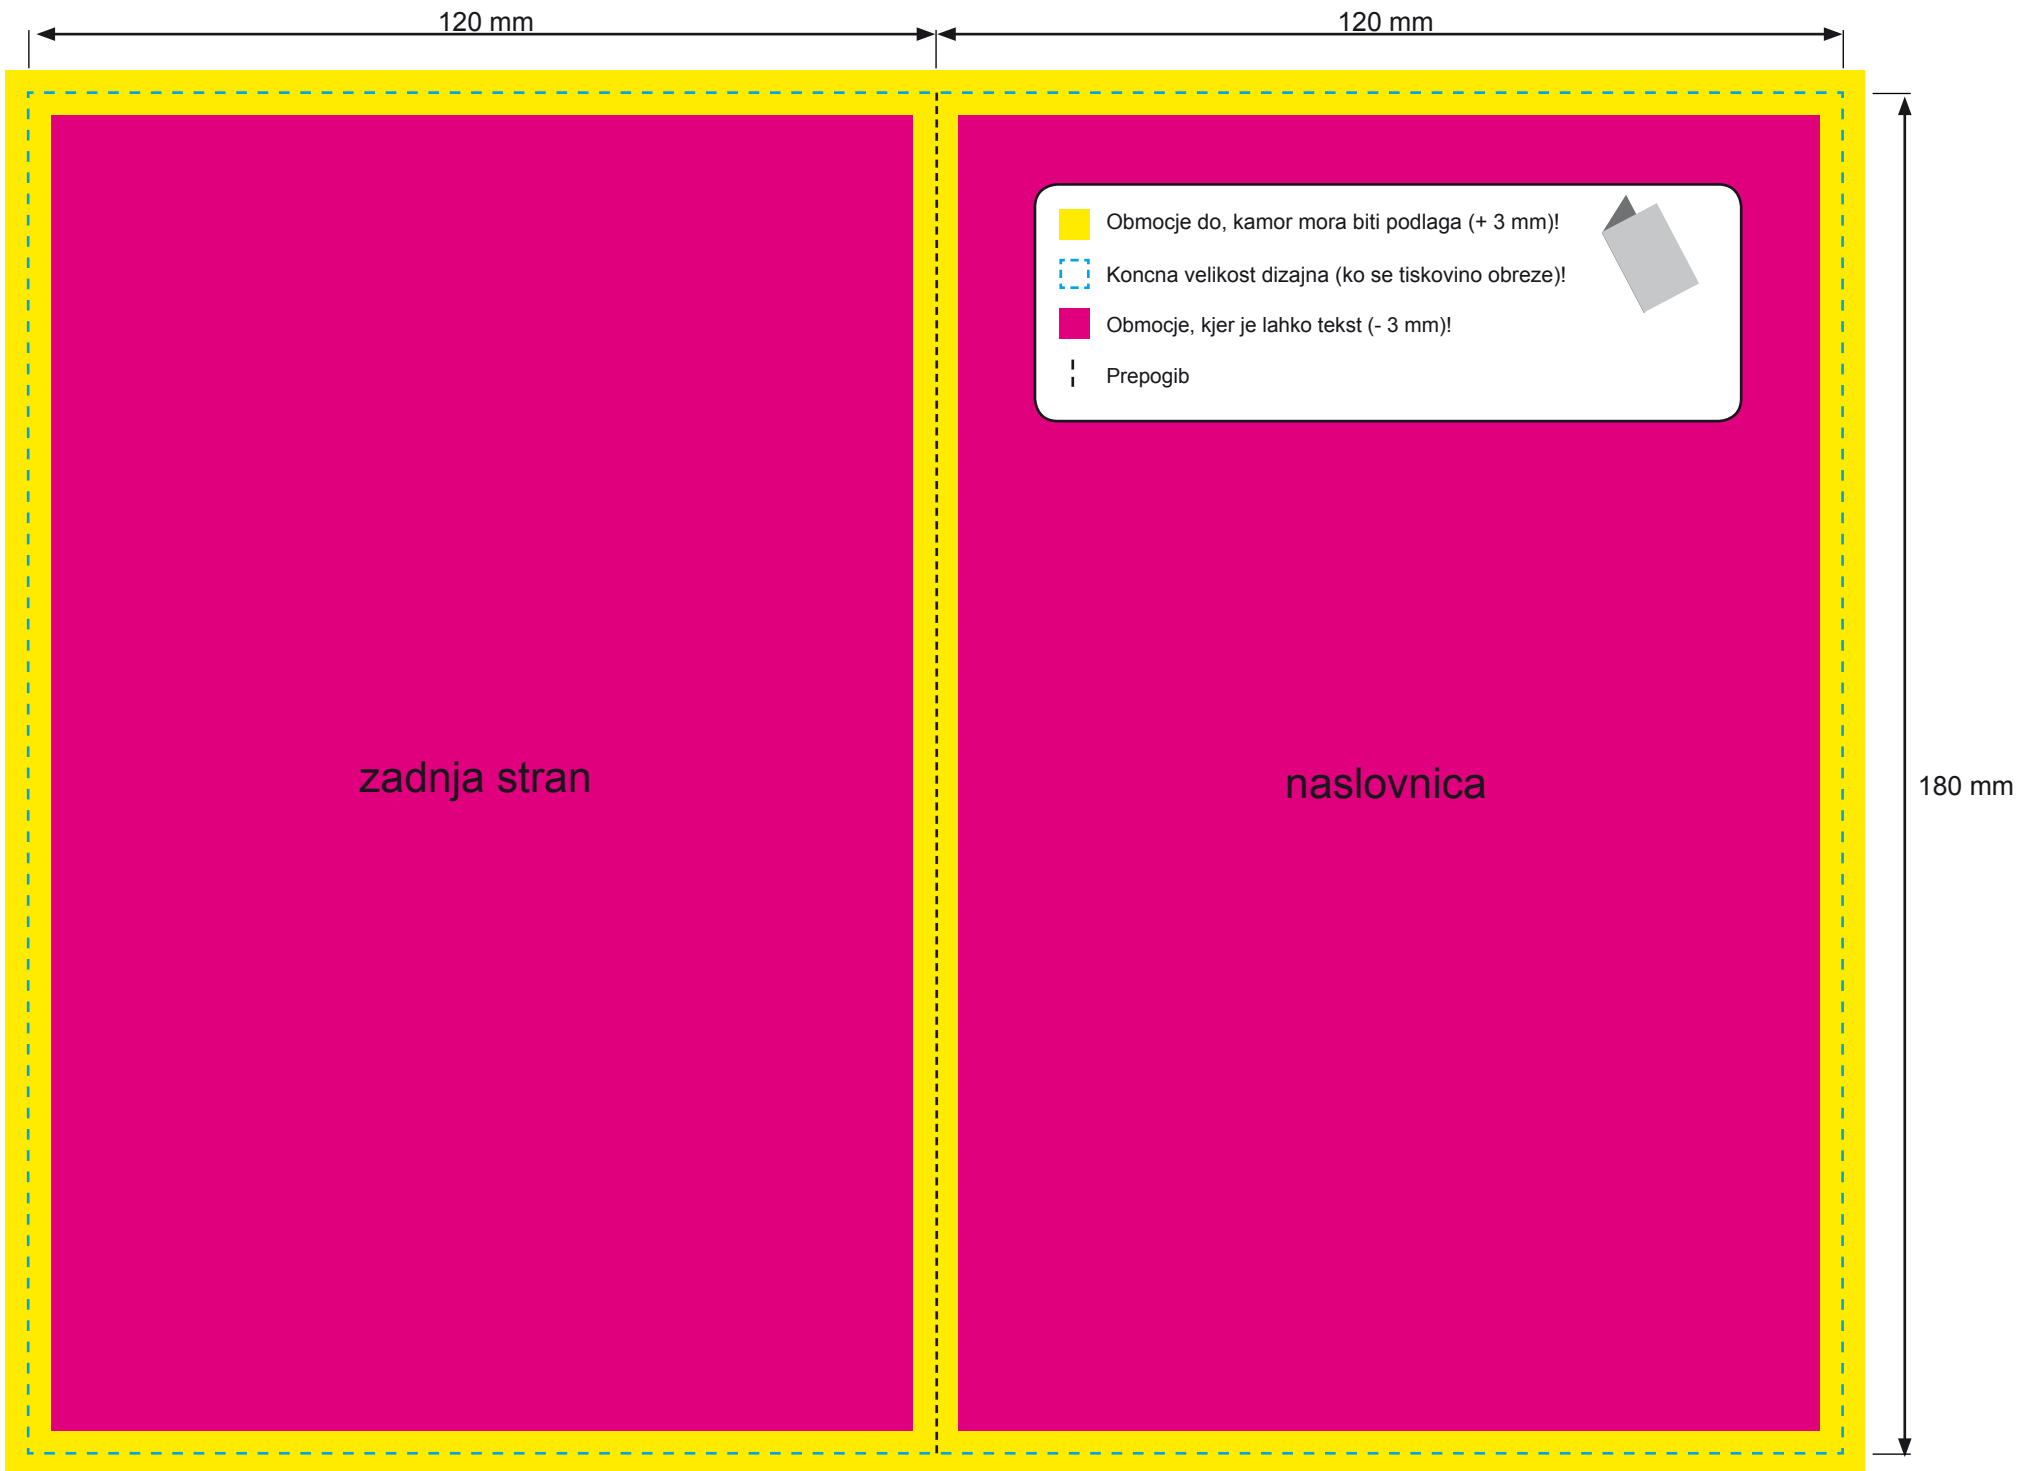 120 mm
120 mm
Obmocje do, kamor mora biti podlaga (+ 3 mm)!
Koncna velikost dizajna (ko se tiskovino obreze)!
Obmocje, kjer je lahko tekst (- 3 mm)!
Prepogib
zadnja stran
naslovnica
180 mm